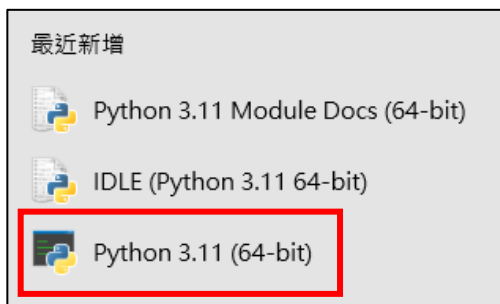 最近新增
Python 3.11 Module Docs (64-bit)
IDLE (Python 3.11 64-bit)
Python 3.11 (64-bit)